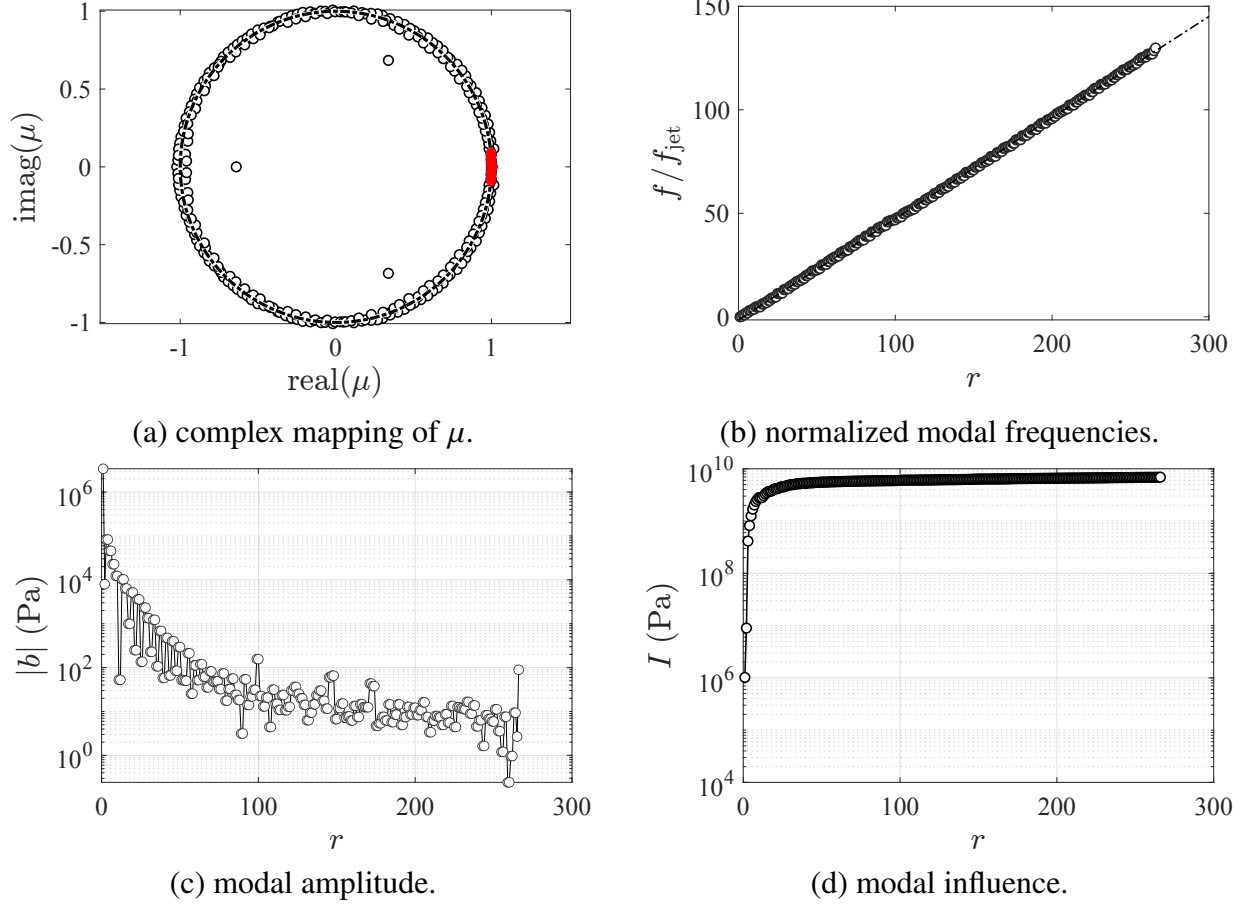 1
0.5
0
-0.5
-1
imag(μ)
-1
0
1
real(μ)
(a) complex mapping of μ.
150
100
50
0
f/f_jet
0
100
200
300
r
(b) normalized modal frequencies.
10^6
10^4
10^2
10^0
|b| (Pa)
0
100
200
300
r
(c) modal amplitude.
10^10
10^8
10^6
10^4
I (Pa)
0
100
200
300
r
(d) modal influence.